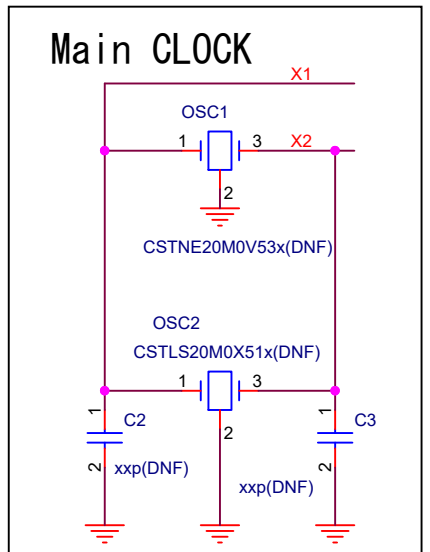 Main CLOCK
X1
OSC1
1 3 X2
2
CSTNE20M0V53x(DNF)
OSC2
CSTLS20M0X51x(DNF)
1 3
1 C2 2 1 C3
2 xxp(DNF) 2 xxp(DNF)